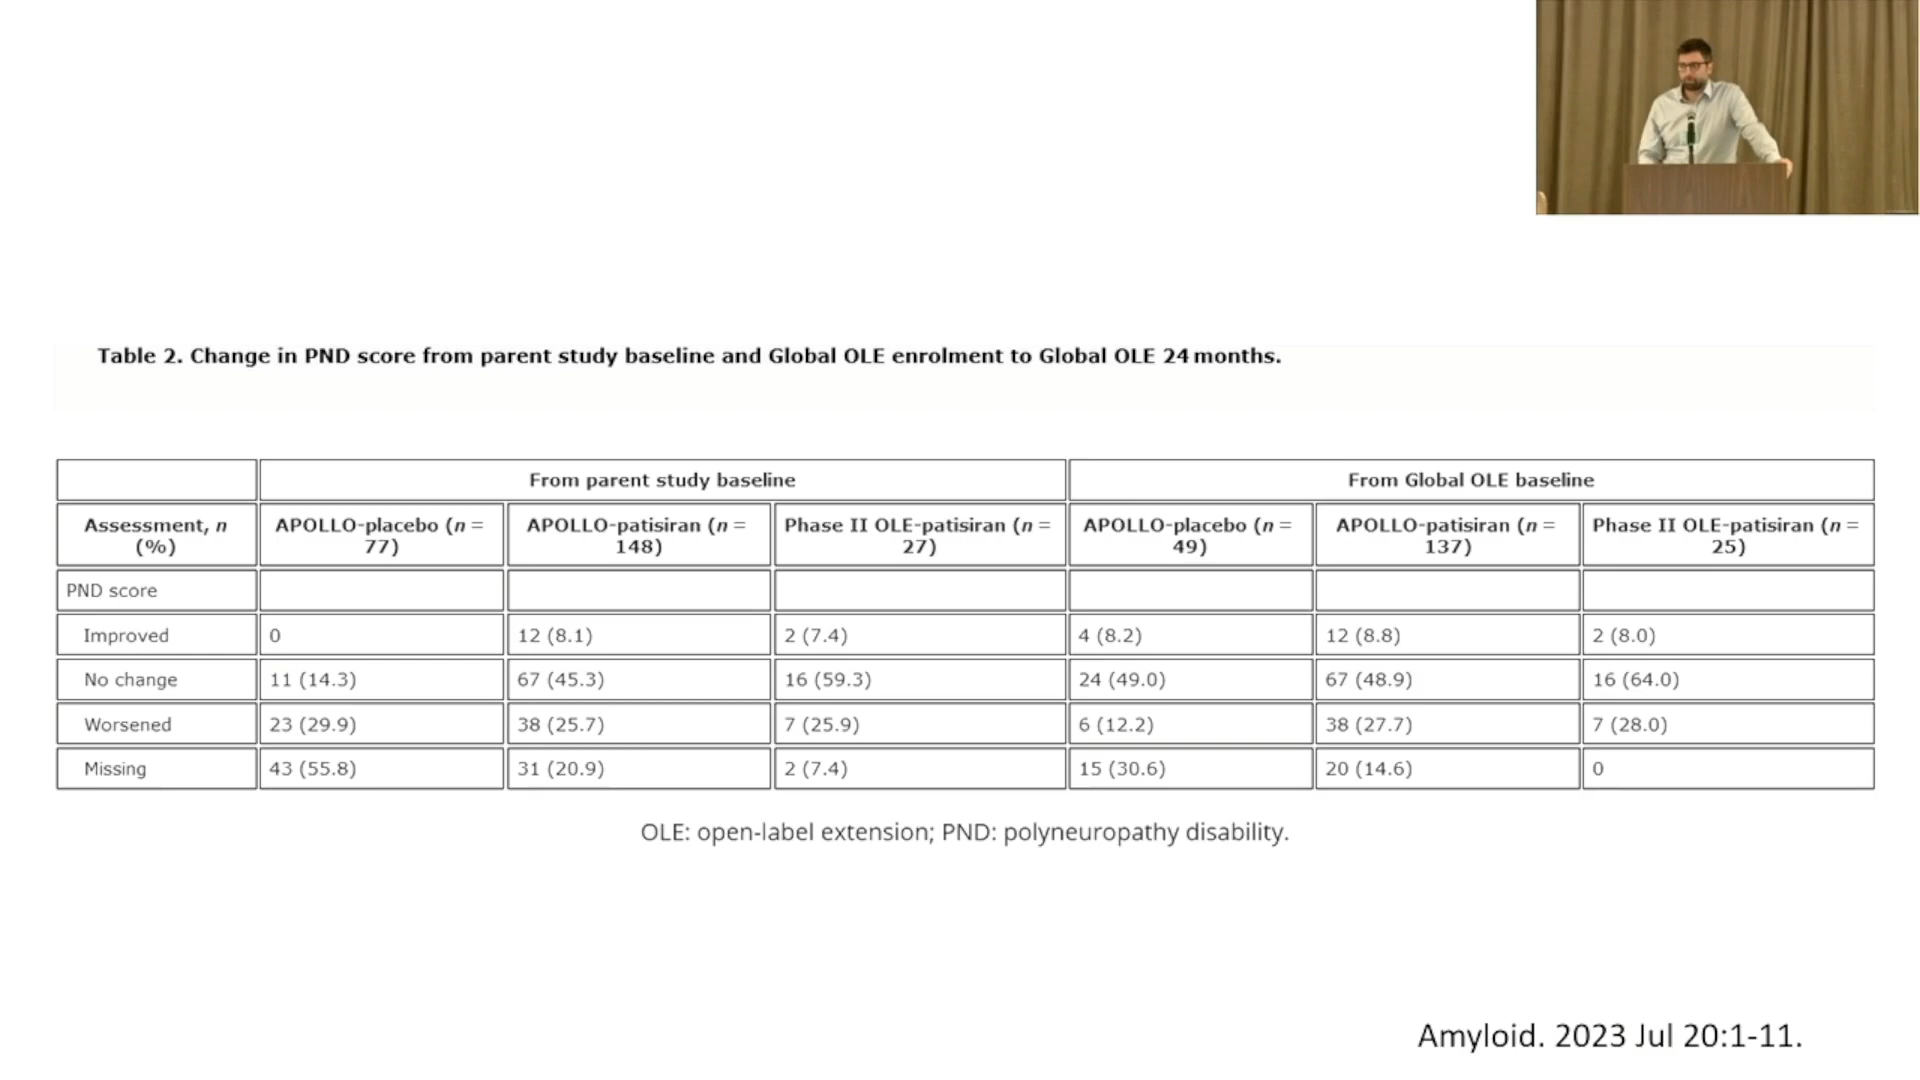 Table 2. Change in PND score from parent study baseline and Global OLE enrolment to Global OLE 24 months.
From parent study baseline From Global OLE baseline
Assessment, n (%) APOLLO-placebo (n = 77) APOLLO-patisiran (n = 148) Phase II OLE-patisiran (n = 27) APOLLO-placebo (n = 49) APOLLO-patisiran (n = 137) Phase II OLE-patisiran (n = 25)
PND score
Improved 0 12 (8.1) 2 (7.4) 4 (8.2) 12 (8.8) 2 (8.0)
No change 11 (14.3) 67 (45.3) 16 (59.3) 24 (49.0) 67 (48.9) 16 (64.0)
Worsened 23 (29.9) 38 (25.7) 7 (25.9) 6 (12.2) 38 (27.7) 7 (28.0)
Missing 43 (55.8) 31 (20.9) 2 (7.4) 15 (30.6) 20 (14.6) 0
OLE: open-label extension; PND: polyneuropathy disability.
Amyloid. 2023 Jul 20:1-11.